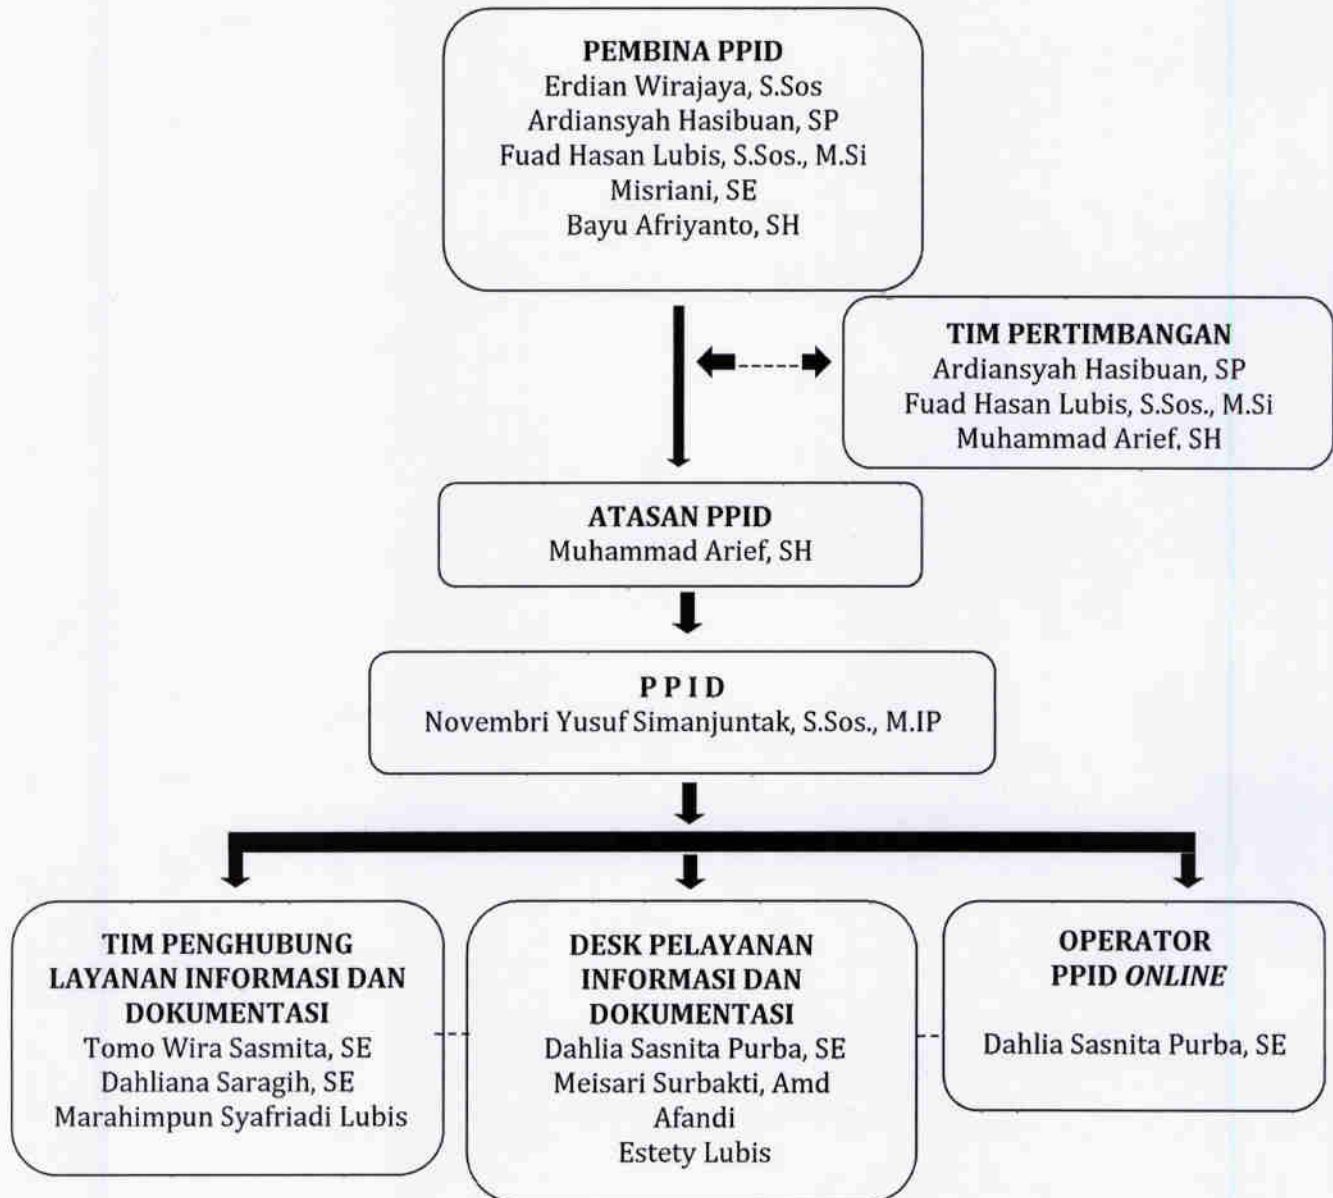 PEMBINA PPID
Erdian Wirajaya, S.Sos
Ardiansyah Hasibuan, SP
Fuad Hasan Lubis, S.Sos., M.Si
Misriani, SE
Bayu Afriyanto, SH
TIM PERTIMBANGAN
Ardiansyah Hasibuan, SP
Fuad Hasan Lubis, S.Sos., M.Si
Muhammad Arief, SH
ATASAN PPID
Muhammad Arief, SH
P P I D
Novembri Yusuf Simanjuntak, S.Sos., M.IP
TIM PENGHUBUNG
LAYANAN INFORMASI DAN
DOKUMENTASI
Tomo Wira Sasmita, SE
Dahliana Saragih, SE
Marahimpun Syafriadi Lubis
DESK PELAYANAN
INFORMASI DAN
DOKUMENTASI
Dahlia Sasnita Purba, SE
Meisari Surbakti, Amd
Afandi
Estety Lubis
OPERATOR
PPID ONLINE
Dahlia Sasnita Purba, SE